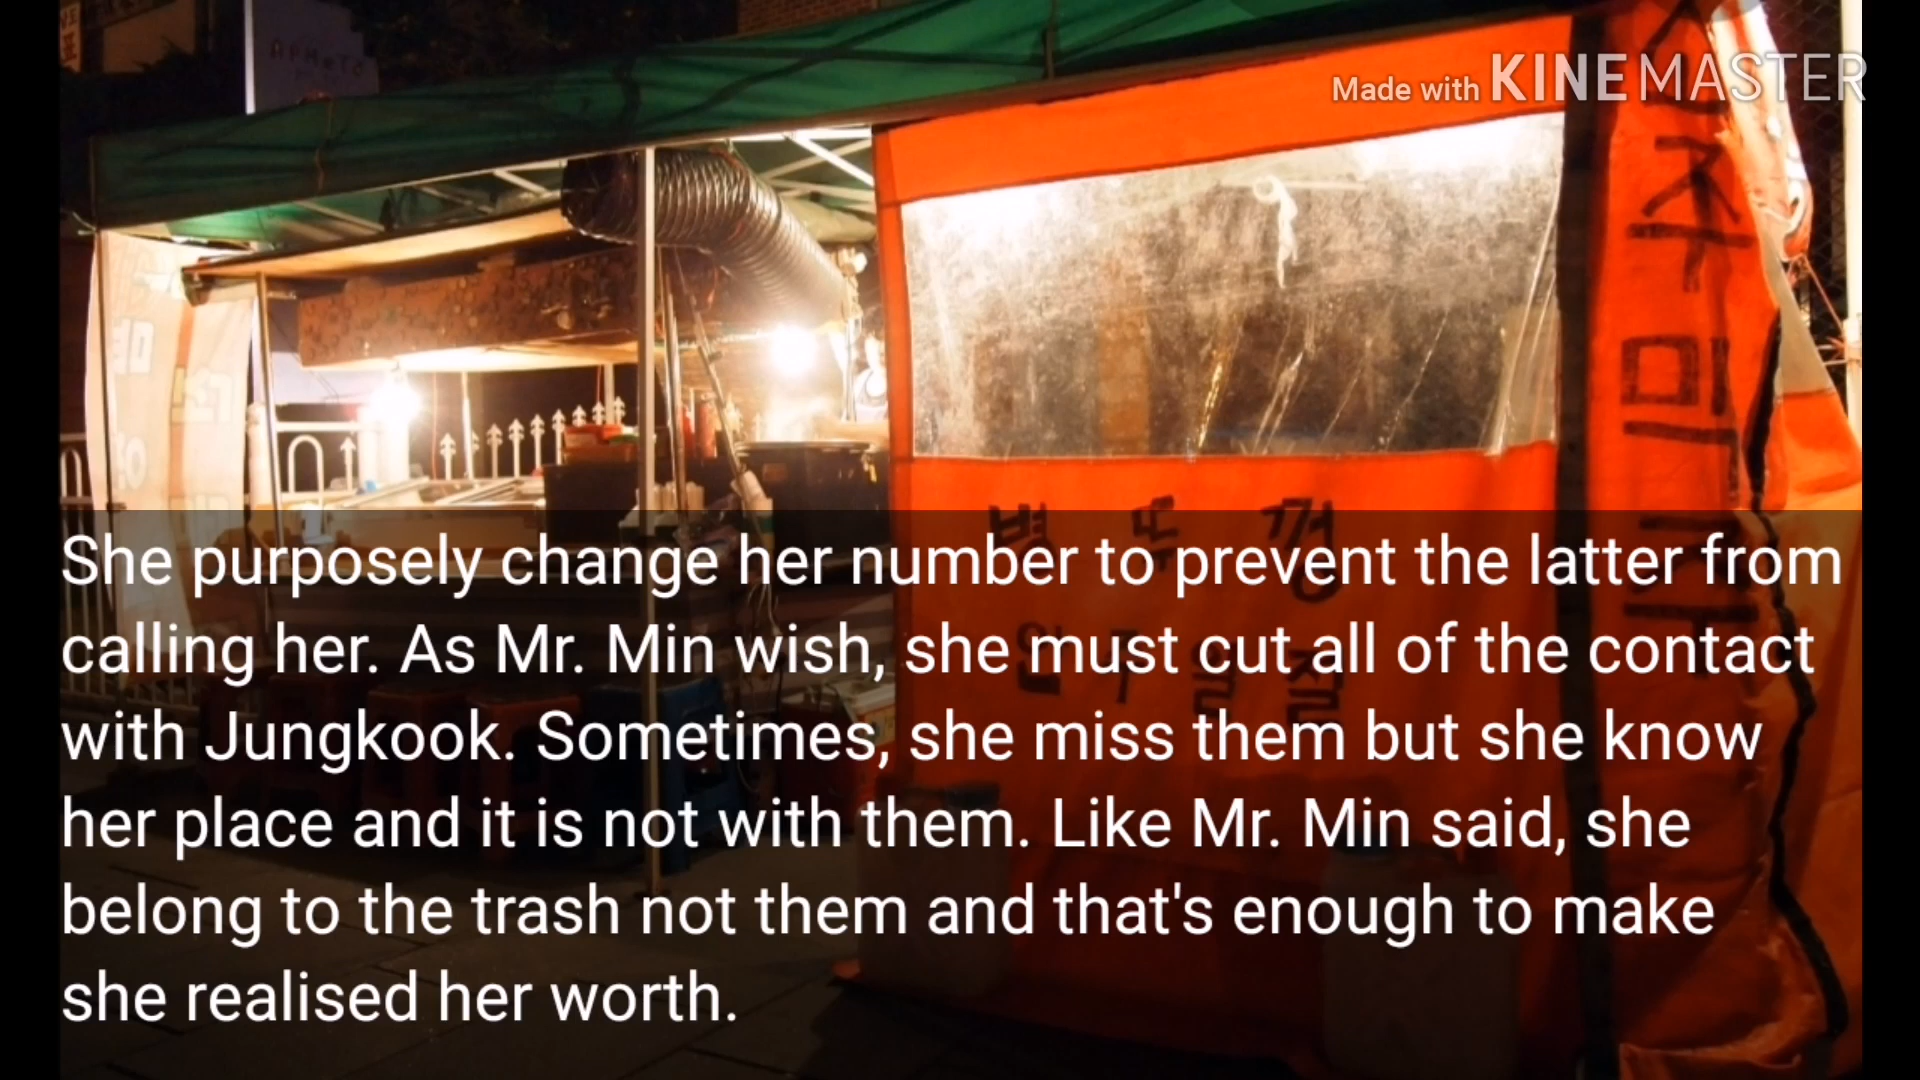 Made with KINEMASTER
She purposely change her number to prevent the latter from
calling her. As Mr. Min wish, she must cut all of the contact
with Jungkook. Sometimes, she miss them but she know
her place and it is not with them. Like Mr. Min said, she
belong to the trash not them and that's enough to make
she realised her worth.